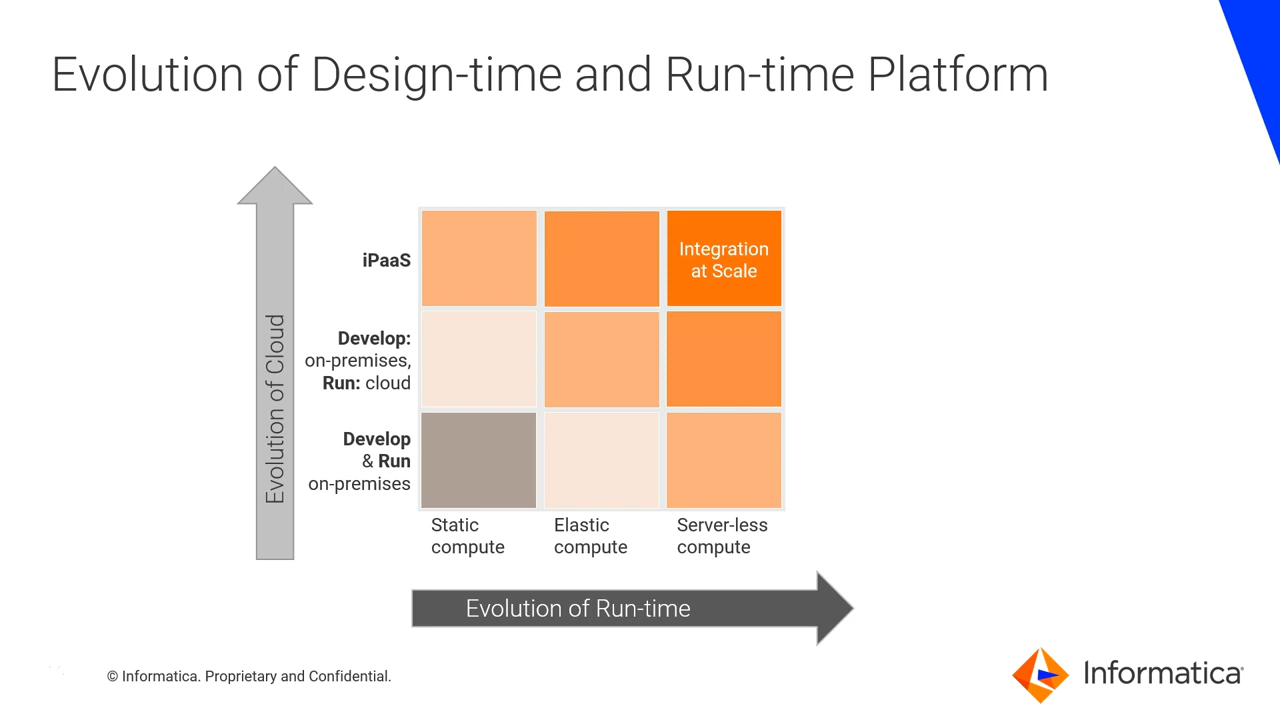 Evolution of Design-time and Run-time Platform
Evolution of Cloud
iPaaS
Integration
at Scale
Develop:
on-premises,
Run: cloud
Develop
& Run
on-premises
Static
compute
Elastic
compute
Server-less
compute
Evolution of Run-time
© Informatica. Proprietary and Confidential.
Informatica